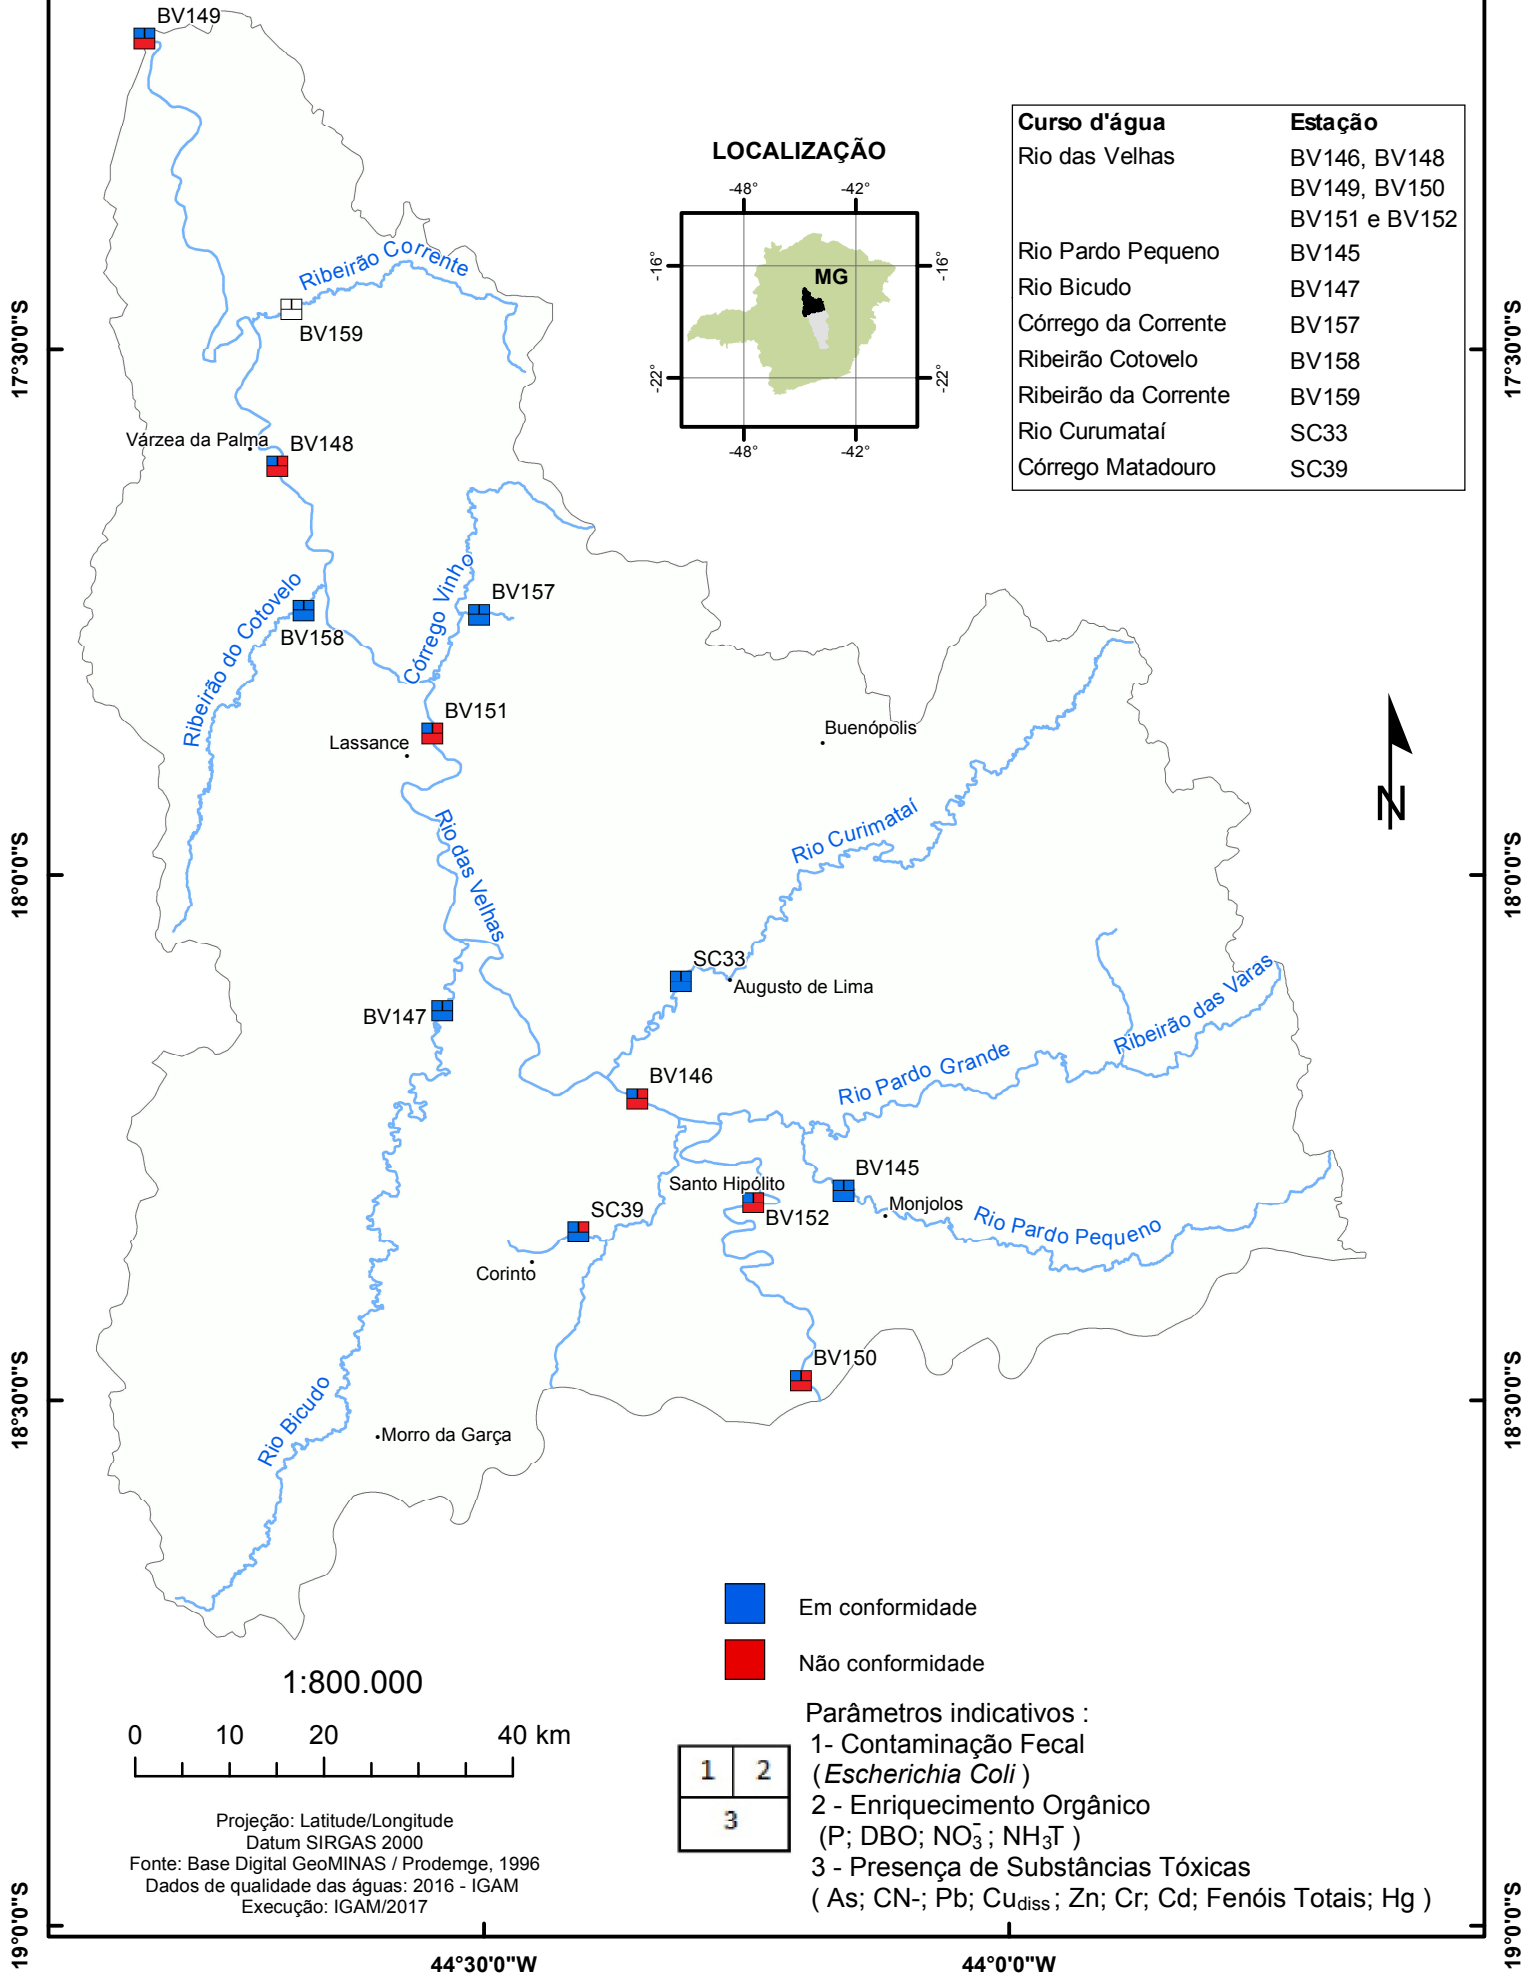 BV149
Curso d'água Estação
Rio das Velhas BV146, BV148
BV149, BV150
BV151 e BV152
Rio Pardo Pequeno BV145
Rio Bicudo BV147
Córrego da Corrente BV157
Ribeirão Cotovelo BV158
Ribeirão da Corrente BV159
Rio Curumataí SC33
Córrego Matadouro SC39
LOCALIZAÇÃO
-48° -42°
-16° MG -16°
-22° -22°
-48° -42°
Ribeirão Corrente
BV159
17°30'0"S 17°30'0"S
Várzea da Palma
BV148
Córrego Vinho
BV157
Ribeirão do Cotovelo
BV158
BV151
Lassance
Buenópolis
N
Rio das Velhas
Rio Curimataí
18°0'0"S 18°0'0"S
SC33
Augusto de Lima
BV147
Ribeirão das Varas
Rio Pardo Grande
BV146
BV145
Santo Hipólito
Monjolos
BV152
SC39
Rio Pardo Pequeno
Corinto
BV150
18°30'0"S 18°30'0"S
Rio Bicudo
Morro da Garça
Em conformidade
Não conformidade
1:800.000
0 10 20 40 km
Projeção: Latitude/Longitude
Datum SIRGAS 2000
Fonte: Base Digital GeoMINAS / Prodemge, 1996
Dados de qualidade das águas: 2016 - IGAM
Execução: IGAM/2017
1 2
3
Parâmetros indicativos :
1- Contaminação Fecal
(Escherichia Coli )
2 - Enriquecimento Orgânico
(P; DBO; NO₃⁻; NH₃T )
3 - Presença de Substâncias Tóxicas
( As; CN-; Pb; Cudiss; Zn; Cr; Cd; Fenóis Totais; Hg )
19°0'0"S 19°0'0"S
44°30'0"W 44°0'0"W